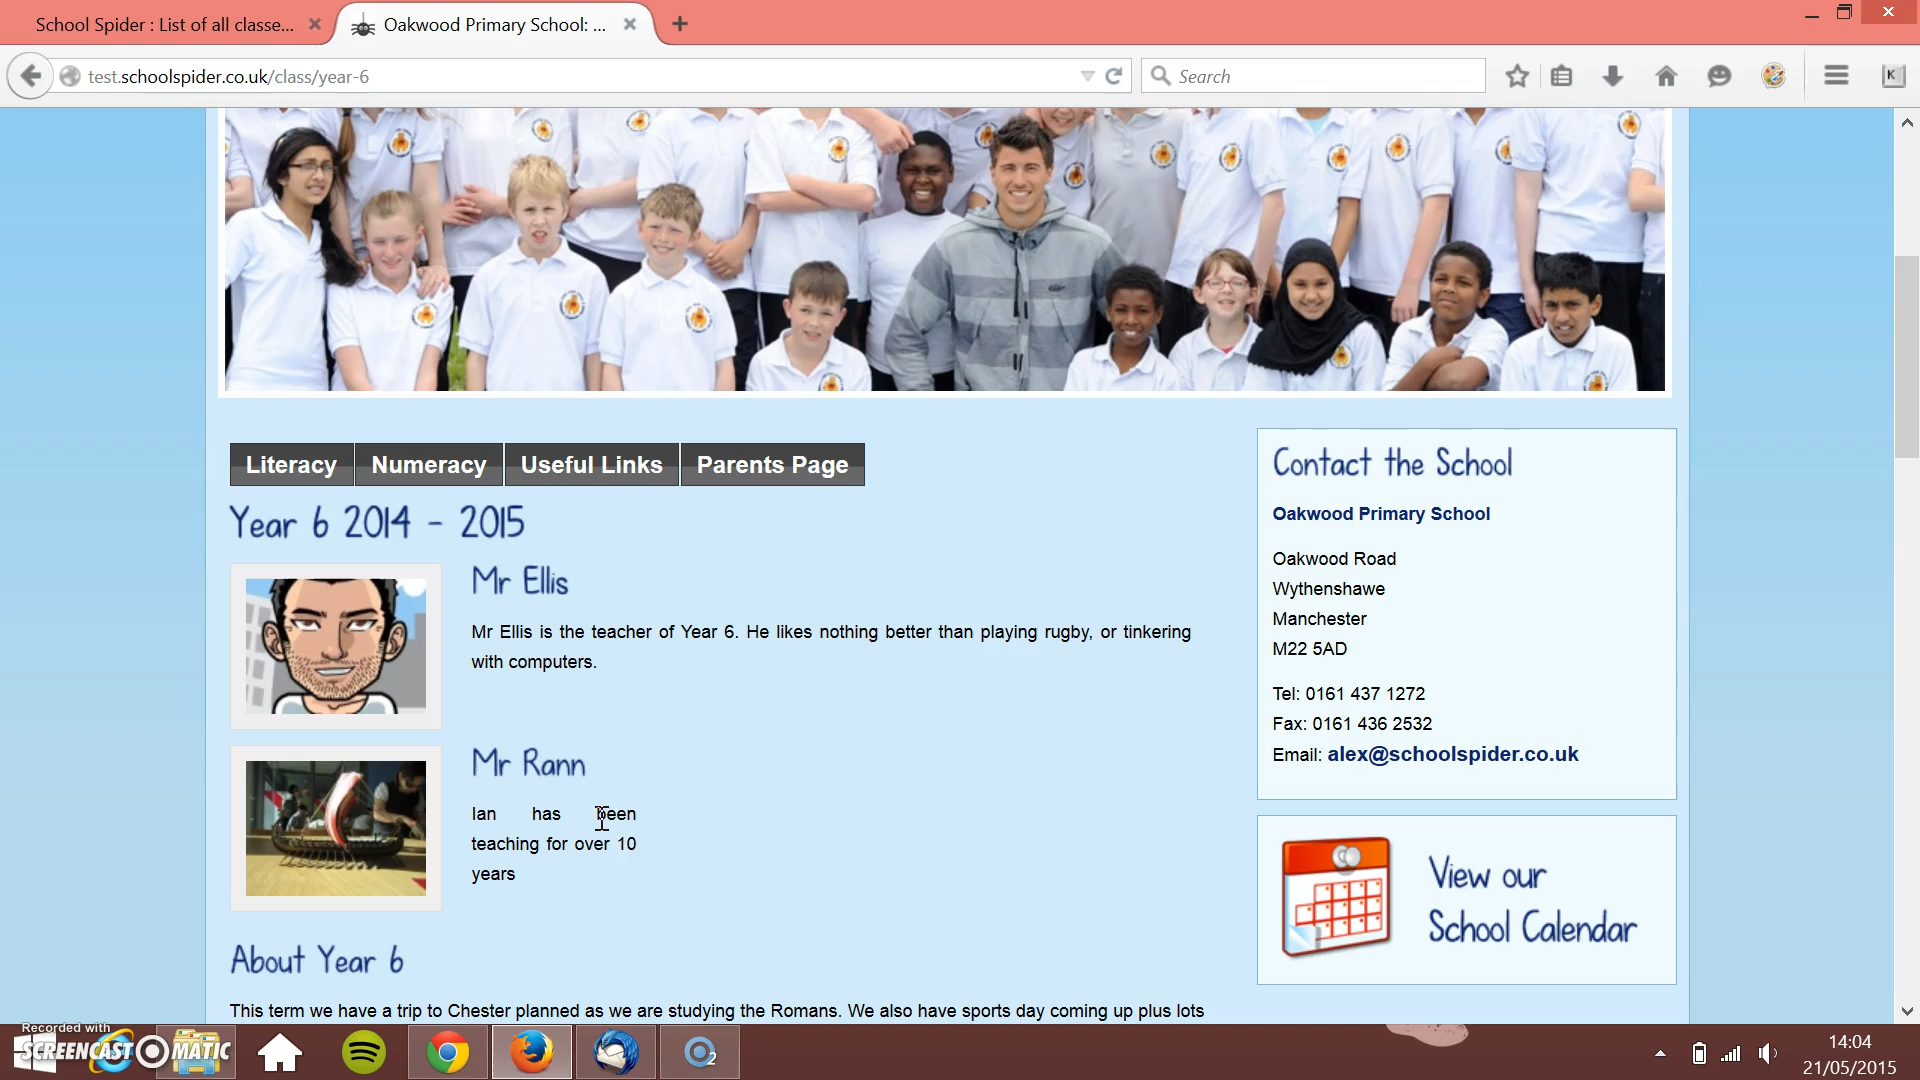 School Spider : List of all classe...
Oakwood Primary School: ...
test.schoolspider.co.uk/class/year-6
Search
K
Literacy
Numeracy
Useful Links
Parents Page
Year 6 2014 - 2015
Mr Ellis
Mr Ellis is the teacher of Year 6. He likes nothing better than playing rugby, or tinkering
with computers.
Mr Rann
Ian has been
teaching for over 10
years
About Year 6
This term we have a trip to Chester planned as we are studying the Romans. We also have sports day coming up plus lots
Contact the School
Oakwood Primary School
Oakwood Road
Wythenshawe
Manchester
M22 5AD
Tel: 0161 437 1272
Fax: 0161 436 2532
Email: alex@schoolspider.co.uk
View our
School Calendar
Recorded with
SCREENCAST O MATIC
2
14:04
21/05/2015